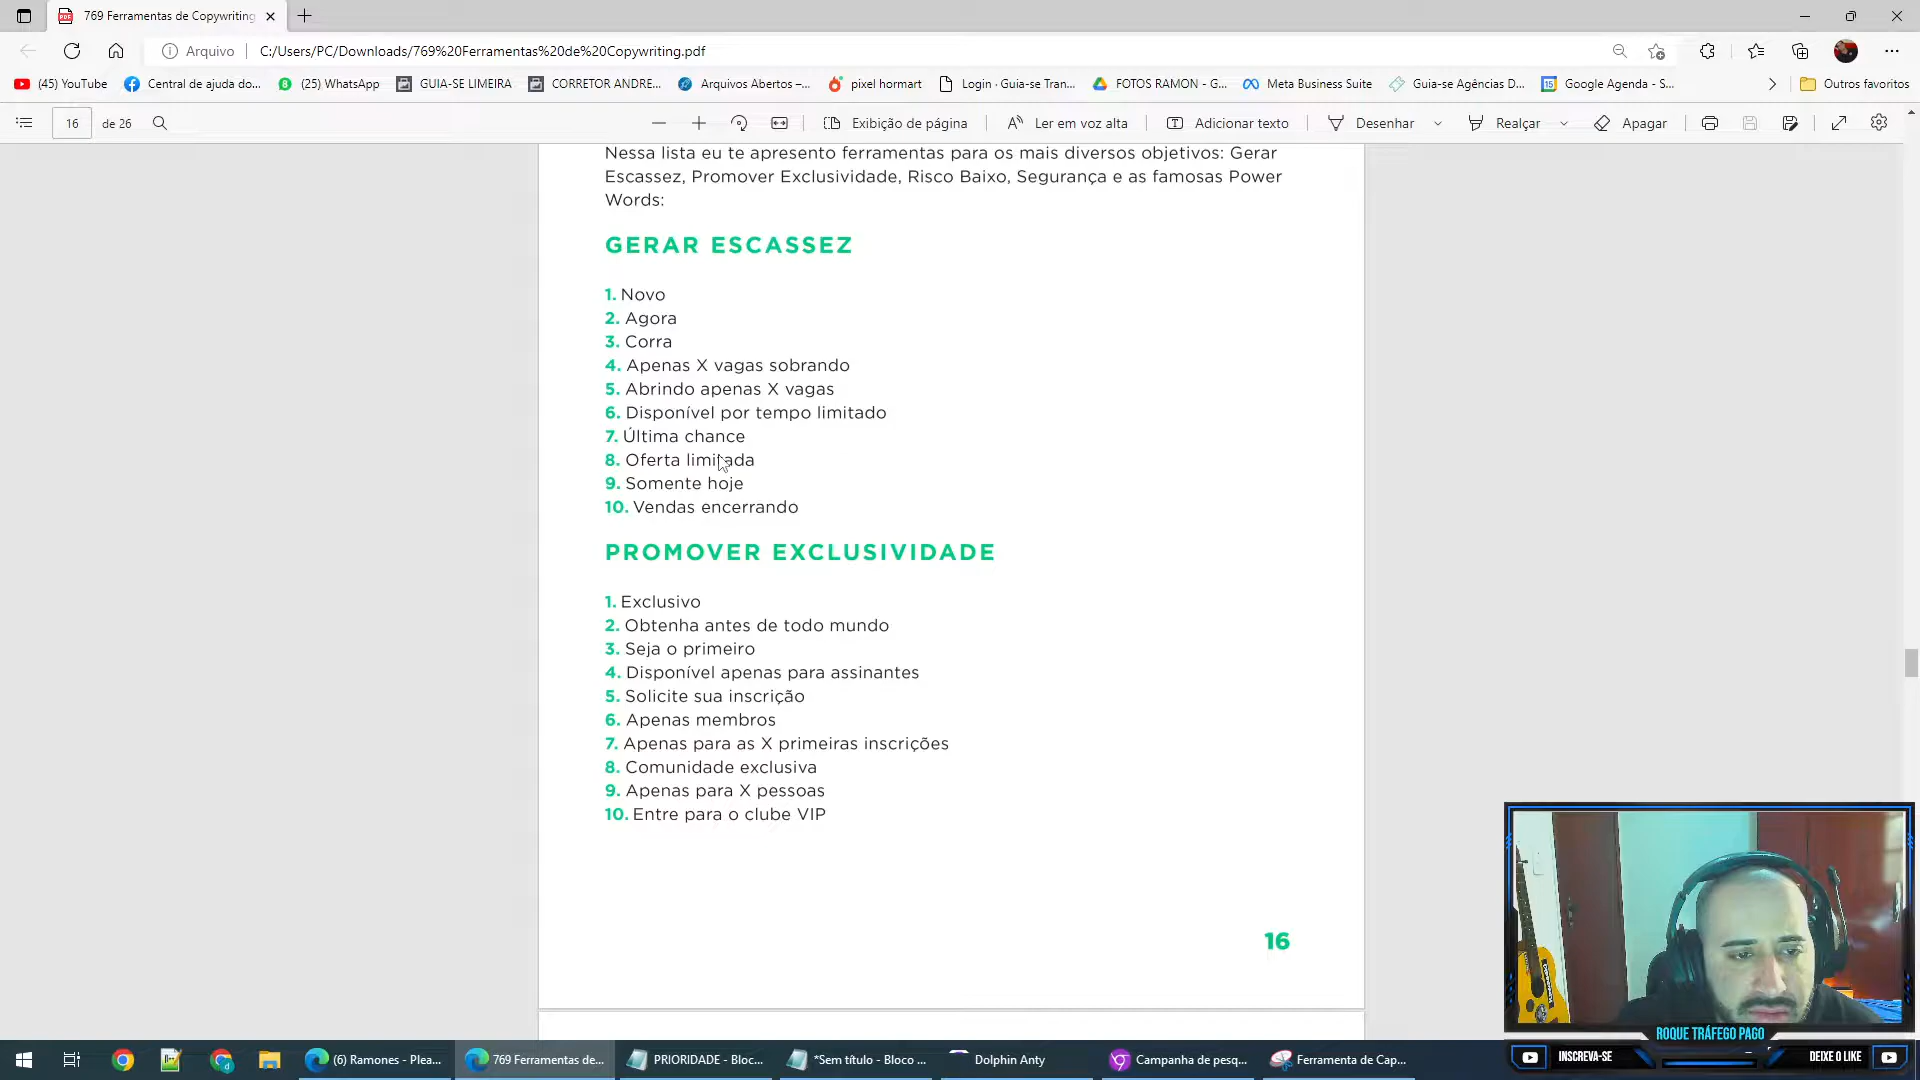 769 Ferramentas de Copywriting
Arquivo
C:/Users/PC/Downloads/769%20Ferramentas%20de%20Copywriting.pdf
(45) YouTube
Central de ajuda do...
(25) WhatsApp
GUIA-SE LIMEIRA
CORRETOR ANDRE...
Arquivos Abertos –...
pixel hormart
Login · Guia-se Tran...
FOTOS RAMON - G...
Meta Business Suite
Guia-se Agências D...
Google Agenda - S...
Outros favoritos
16
de 26
Exibição de página
Ler em voz alta
Adicionar texto
Desenhar
Realçar
Apagar
Nessa lista eu te apresento ferramentas para os mais diversos objetivos: Gerar
Escassez, Promover Exclusividade, Risco Baixo, Segurança e as famosas Power
Words:
GERAR ESCASSEZ
1. Novo
2. Agora
3. Corra
4. Apenas X vagas sobrando
5. Abrindo apenas X vagas
6. Disponível por tempo limitado
7. Última chance
8. Oferta limitada
9. Somente hoje
10. Vendas encerrando
PROMOVER EXCLUSIVIDADE
1. Exclusivo
2. Obtenha antes de todo mundo
3. Seja o primeiro
4. Disponível apenas para assinantes
5. Solicite sua inscrição
6. Apenas membros
7. Apenas para as X primeiras inscrições
8. Comunidade exclusiva
9. Apenas para X pessoas
10. Entre para o clube VIP
16
ROQUE TRÁFEGO PAGO
INSCREVA-SE
DEIXE O LIKE
(6) Ramones - Plea...
769 Ferramentas de...
PRIORIDADE - Bloc...
*Sem título - Bloco ...
Dolphin Anty
Campanha de pesq...
Ferramenta de Cap...